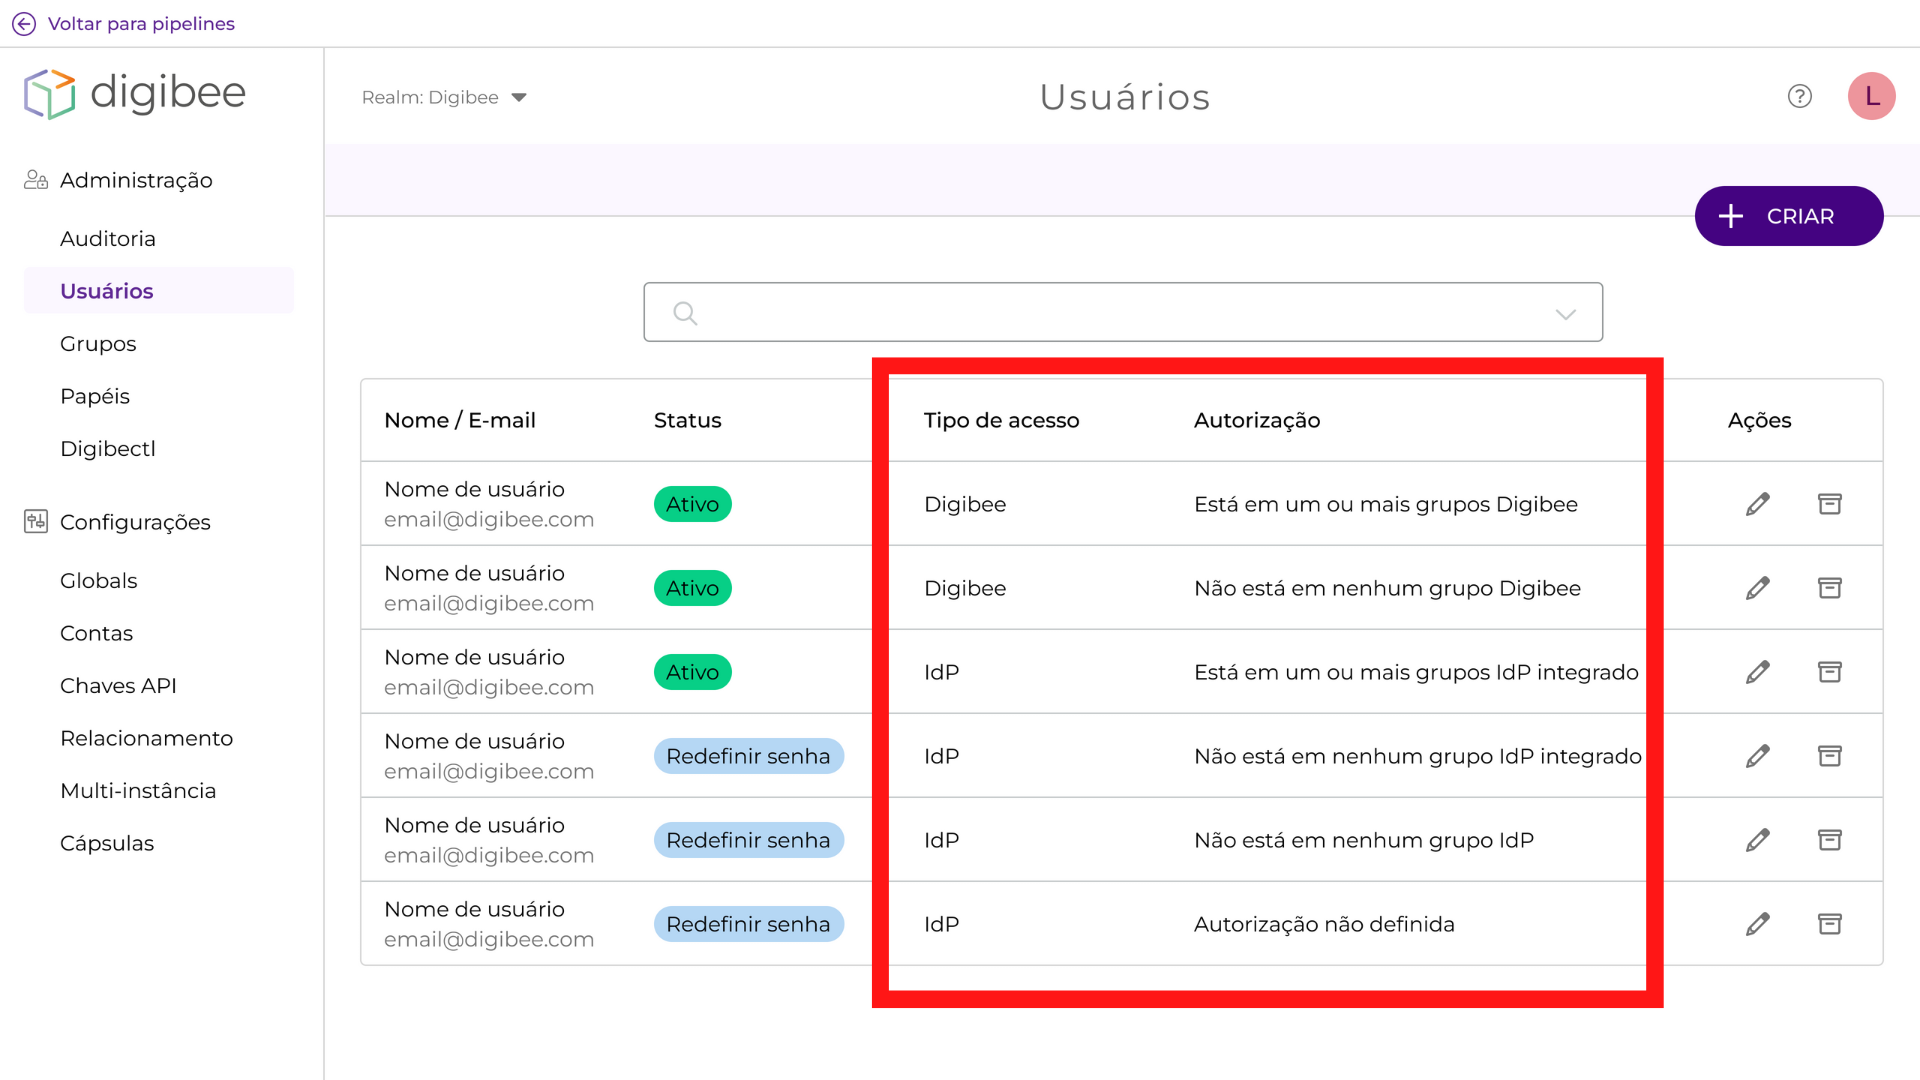 Voltar para pipelines
digibee
Realm: Digibee
Usuários
?
L
Administração
Auditoria
Usuários
Grupos
Papéis
Digibectl
Configurações
Globals
Contas
Chaves API
Relacionamento
Multi-instância
Cápsulas
+ CRIAR
Nome / E-mail Status Tipo de acesso Autorização Ações
Nome de usuário
email@digibee.com
Ativo Digibee Está em um ou mais grupos Digibee
Nome de usuário
email@digibee.com
Ativo Digibee Não está em nenhum grupo Digibee
Nome de usuário
email@digibee.com
Ativo IdP Está em um ou mais grupos IdP integrado
Nome de usuário
email@digibee.com
Redefinir senha IdP Não está em nenhum grupo IdP integrado
Nome de usuário
email@digibee.com
Redefinir senha IdP Não está em nenhum grupo IdP
Nome de usuário
email@digibee.com
Redefinir senha IdP Autorização não definida